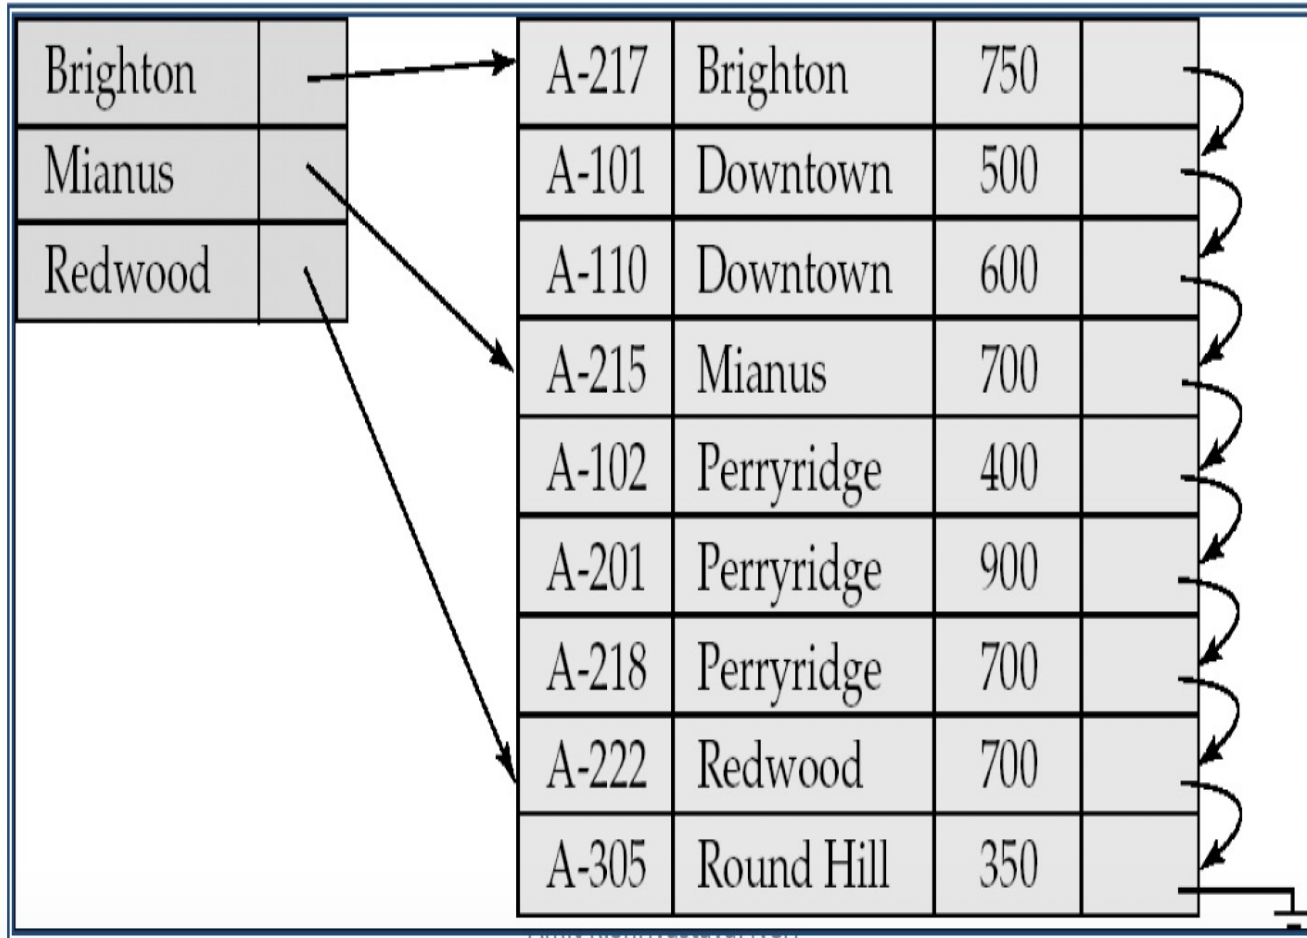 Brighton
Mianus
Redwood
A-217 Brighton 750
A-101 Downtown 500
A-110 Downtown 600
A-215 Mianus 700
A-102 Perryridge 400
A-201 Perryridge 900
A-218 Perryridge 700
A-222 Redwood 700
A-305 Round Hill 350